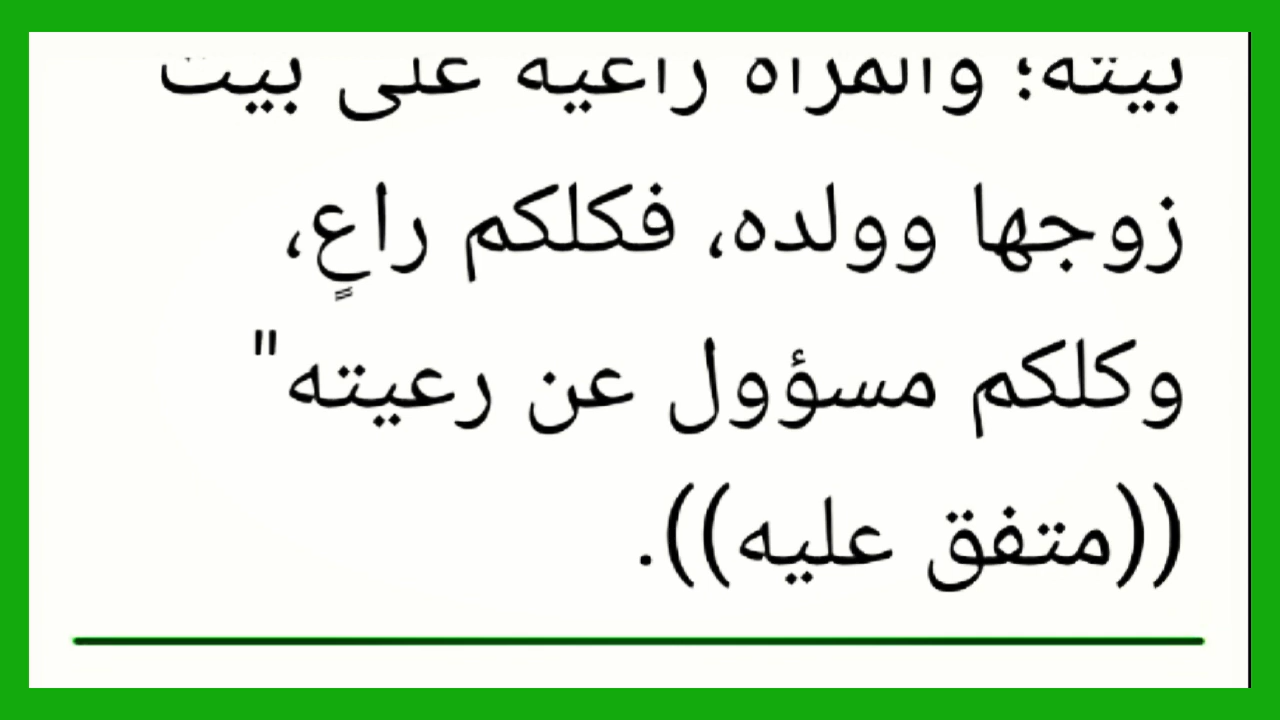 بيته؛ والمرأة راعية على بيت
زوجها وولده، فكلكم راعٍ،
وكلكم مسؤول عن رعيته"
((متفق عليه)).